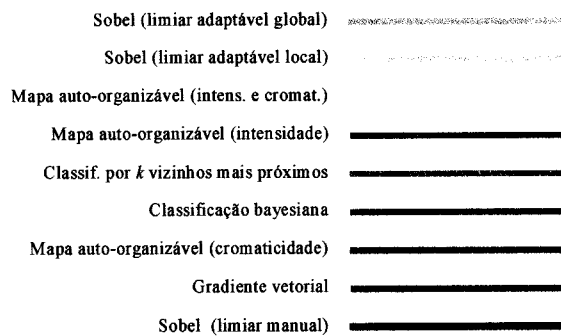 Sobel (limiar adaptável global)
Sobel (limiar adaptável local)
Mapa auto-organizável (intens. e cromat.)
Mapa auto-organizável (intensidade)
Classif. por k vizinhos mais próximos
Classificação bayesiana
Mapa auto-organizável (cromaticidade)
Gradiente vetorial
Sobel (limiar manual)